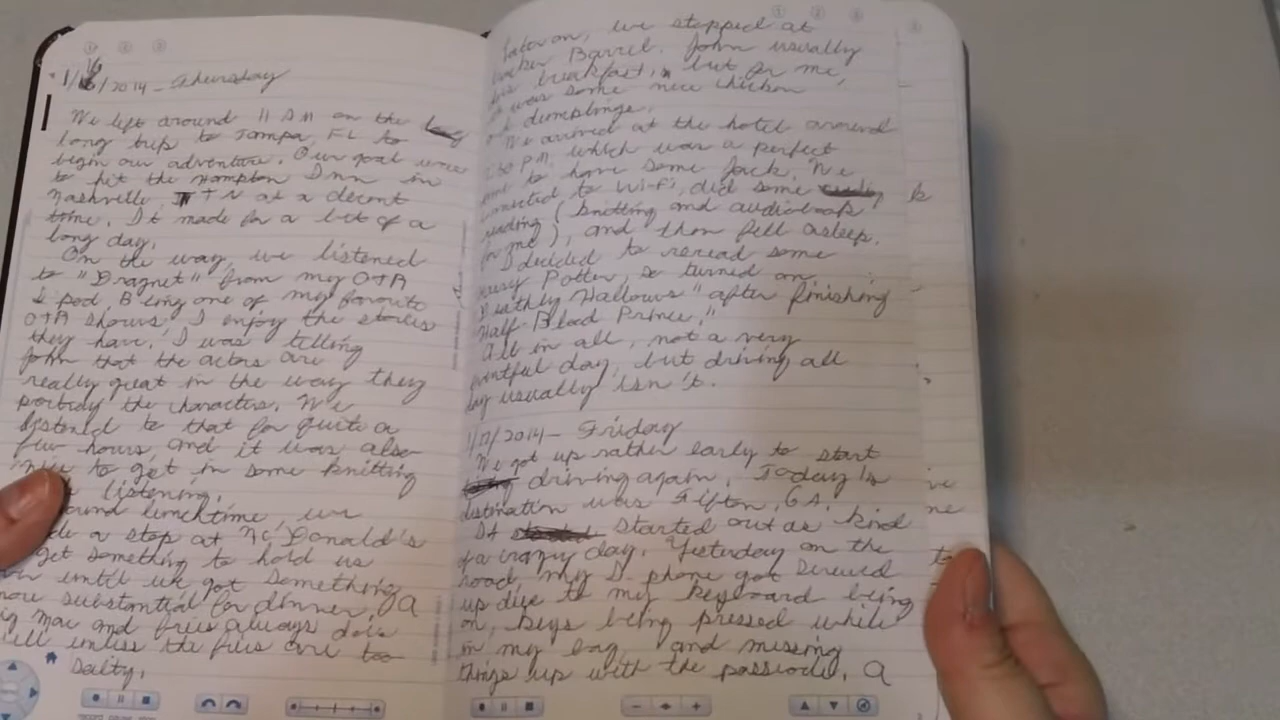 1/16/2014 - Thursday
We left around 11 AM on the
long trip to Tampa, FL to
begin our adventure. Our goal was
to hit the Hampton Inn in
Nashville, TN at a decent
time. It made for a bit of a
long day.
On the way, we listened
to "Dragnet" from my OTR
I pod. Being one of my favorite
OTR shows, I enjoy the stories
they have. I was telling
John that the actors are
really great in the way they
portray the characters. We
listened to that for quite a
few hours, and it was also
nice to get in some knitting
listening.
lunchtime, we
a stop at McDonald's
get something to hold us
until we got something
substantial for dinner. A
Mac and fries always does
unless the fries are too
salty.
record pause stop
Later on, we stopped at
Barrel. John usually
breakfast, but for me,
was some nice chicken
dumplings.
We arrived at the hotel around
PM, which was a perfect
to have some Jack. We
connected to Wi-Fi, did some
reading (knitting and audiobook
for me), and then fell asleep.
I decided to reread some
Potter, so turned on
Deathly Hallows" after finishing
Half-Blood Prince."
All in all, not a very
eventful day, but driving all
day usually isn't.
1/17/2014 - Friday
We got up rather early to start
driving again. Today's
destination was Tifton, GA.
It started out as kind
of a crazy day. Yesterday on the
road, my I phone got screwed
up due to my keyboard being
on, keys being pressed while
in my bag and missing
things up with the passcode. A